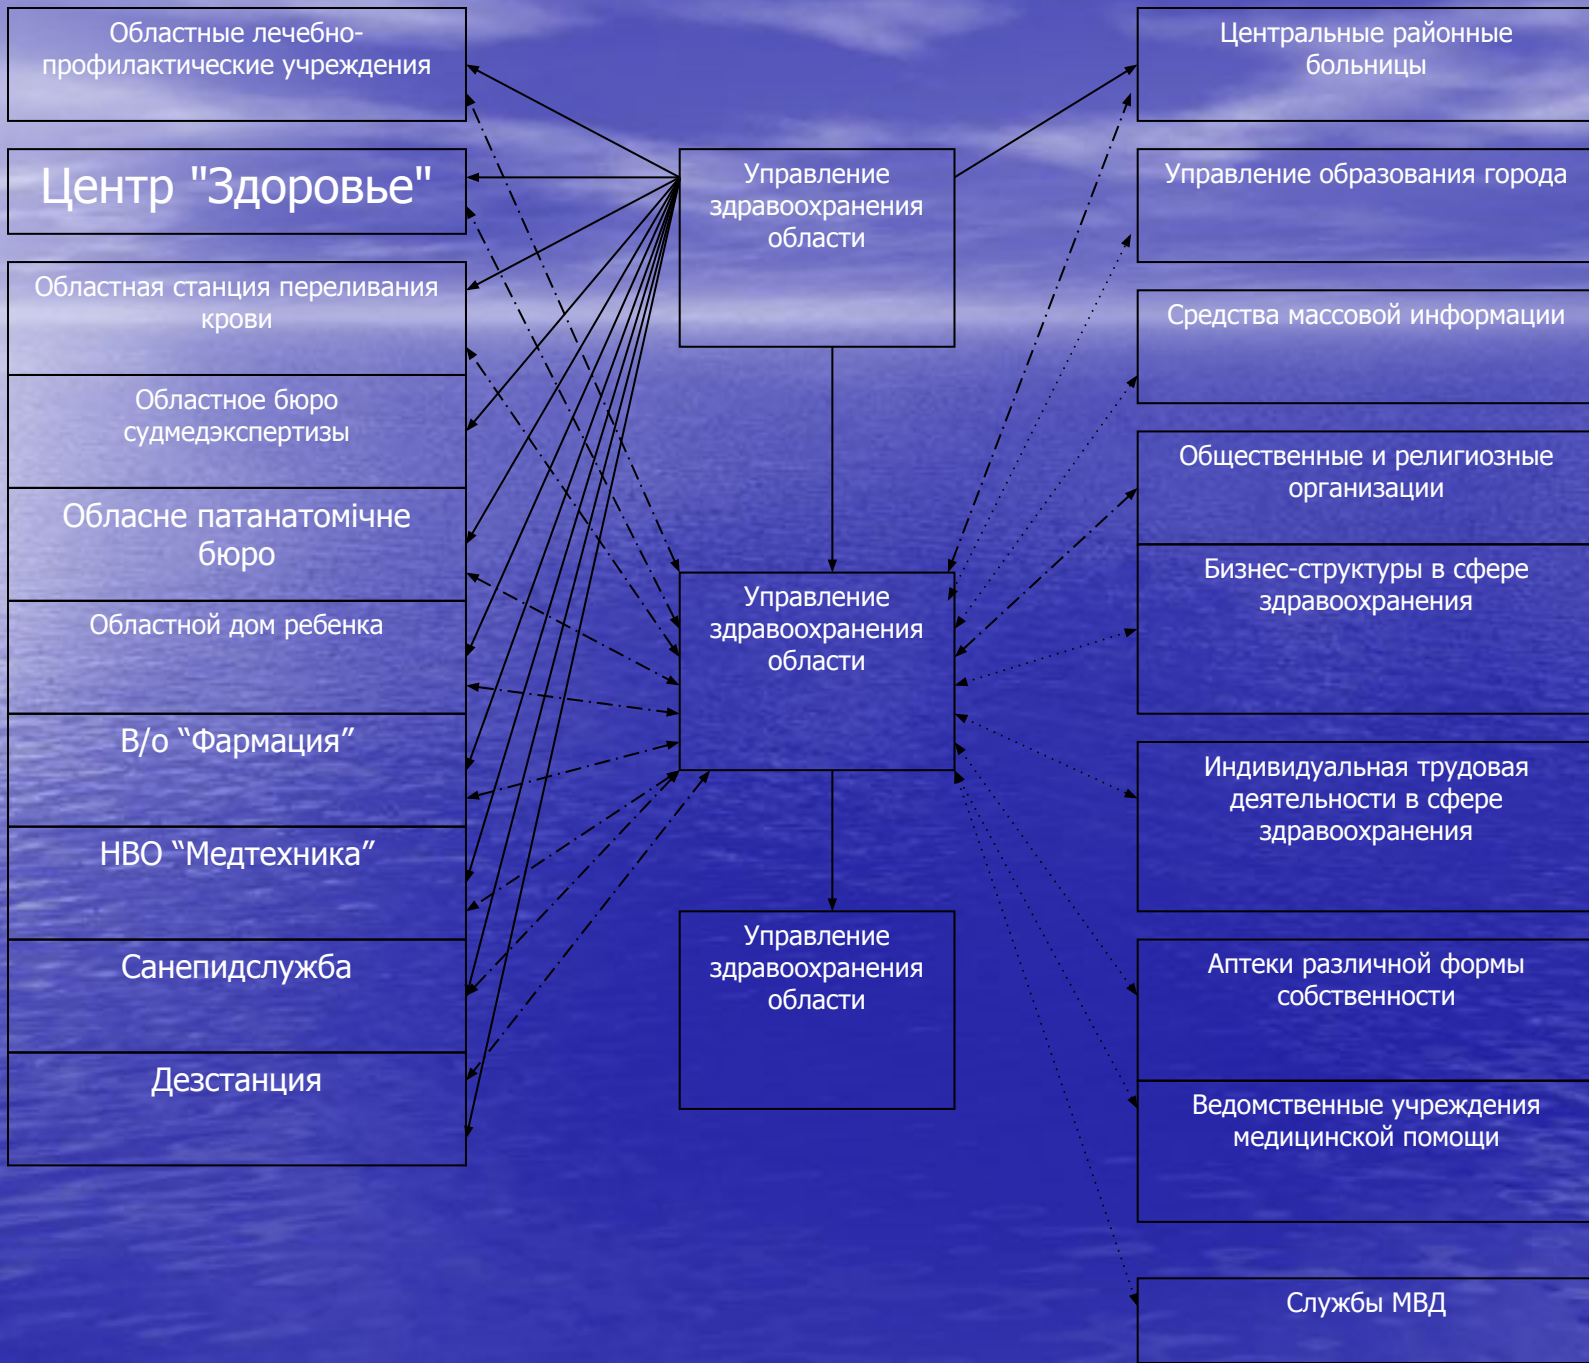 Областные лечебно-
профилактические учреждения
Центр "Здоровье"
Областная станция переливания
крови
Областное бюро
судмедэкспертизы
Обласне патанатомічне
бюро
Областной дом ребенка
В/о “Фармация”
НВО “Медтехника”
Санепидслужба
Дезстанция
Управление
здравоохранения
области
Управление
здравоохранения
области
Управление
здравоохранения
области
Центральные районные
больницы
Управление образования города
Средства массовой информации
Общественные и религиозные
организации
Бизнес-структуры в сфере
здравоохранения
Индивидуальная трудовая
деятельности в сфере
здравоохранения
Аптеки различной формы
собственности
Ведомственные учреждения
медицинской помощи
Службы МВД